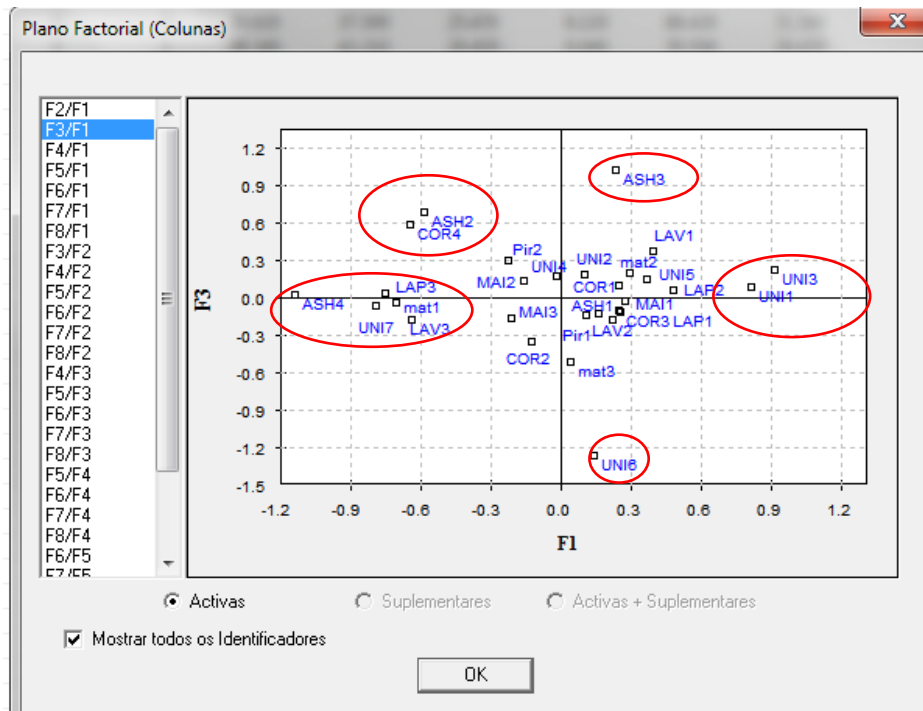 Plano Factorial (Colunas)
X
F2/F1
F3/F1
F4/F1
F5/F1
F6/F1
F7/F1
F8/F1
F3/F2
F4/F2
F5/F2
F6/F2
F7/F2
F8/F2
F4/F3
F5/F3
F6/F3
F7/F3
F8/F3
F5/F4
F6/F4
F7/F4
F8/F4
F6/F5
F7/F5
F3
1.2
0.9
0.6
0.3
0.0
-0.3
-0.6
-0.9
-1.2
-1.5
ASH3
ASH2
COR4
LAV1
Pir2
UNI2
mat2
UNI4
UNI5
UNI3
MAI2
COR1
LAP2
UNI1
LAP3
ASH4
mat1
ASH1
MAI1
UNI7
LAV3
MAI3
Pir1
LAV2
COR3
LAP1
COR2
mat3
UNI6
-1.2 -0.9 -0.6 -0.3 0.0 0.3 0.6 0.9 1.2
F1
Activas Suplementares Activas + Suplementares
Mostrar todos os Identificadores
OK